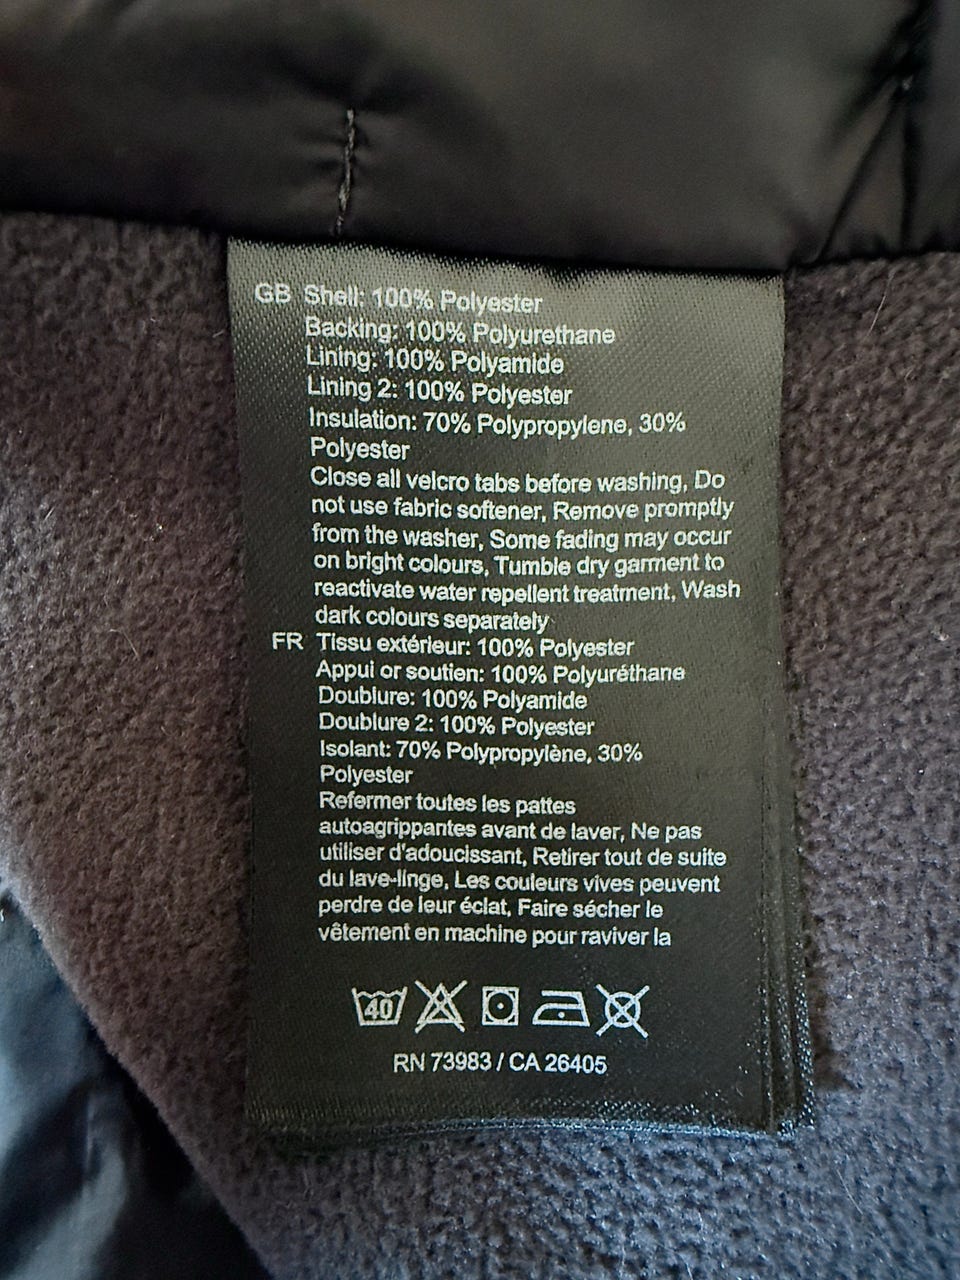 GB Shell: 100% Polyester
Backing: 100% Polyurethane
Lining: 100% Polyamide
Lining 2: 100% Polyester
Insulation: 70% Polypropylene, 30%
Polyester
Close all velcro tabs before washing, Do
not use fabric softener, Remove promptly
from the washer, Some fading may occur
on bright colours, Tumble dry garment to
reactivate water repellent treatment, Wash
dark colours separately
FR Tissu extérieur: 100% Polyester
Appui or soutien: 100% Polyuréthane
Doublure: 100% Polyamide
Doublure 2: 100% Polyester
Isolant: 70% Polypropylène, 30%
Polyester
Refermer toutes les pattes
autoagrippantes avant de laver, Ne pas
utiliser d'adoucissant, Retirer tout de suite
du lave-linge, Les couleurs vives peuvent
perdre de leur éclat, Faire sécher le
vêtement en machine pour raviver la
40
RN 73983 / CA 26405